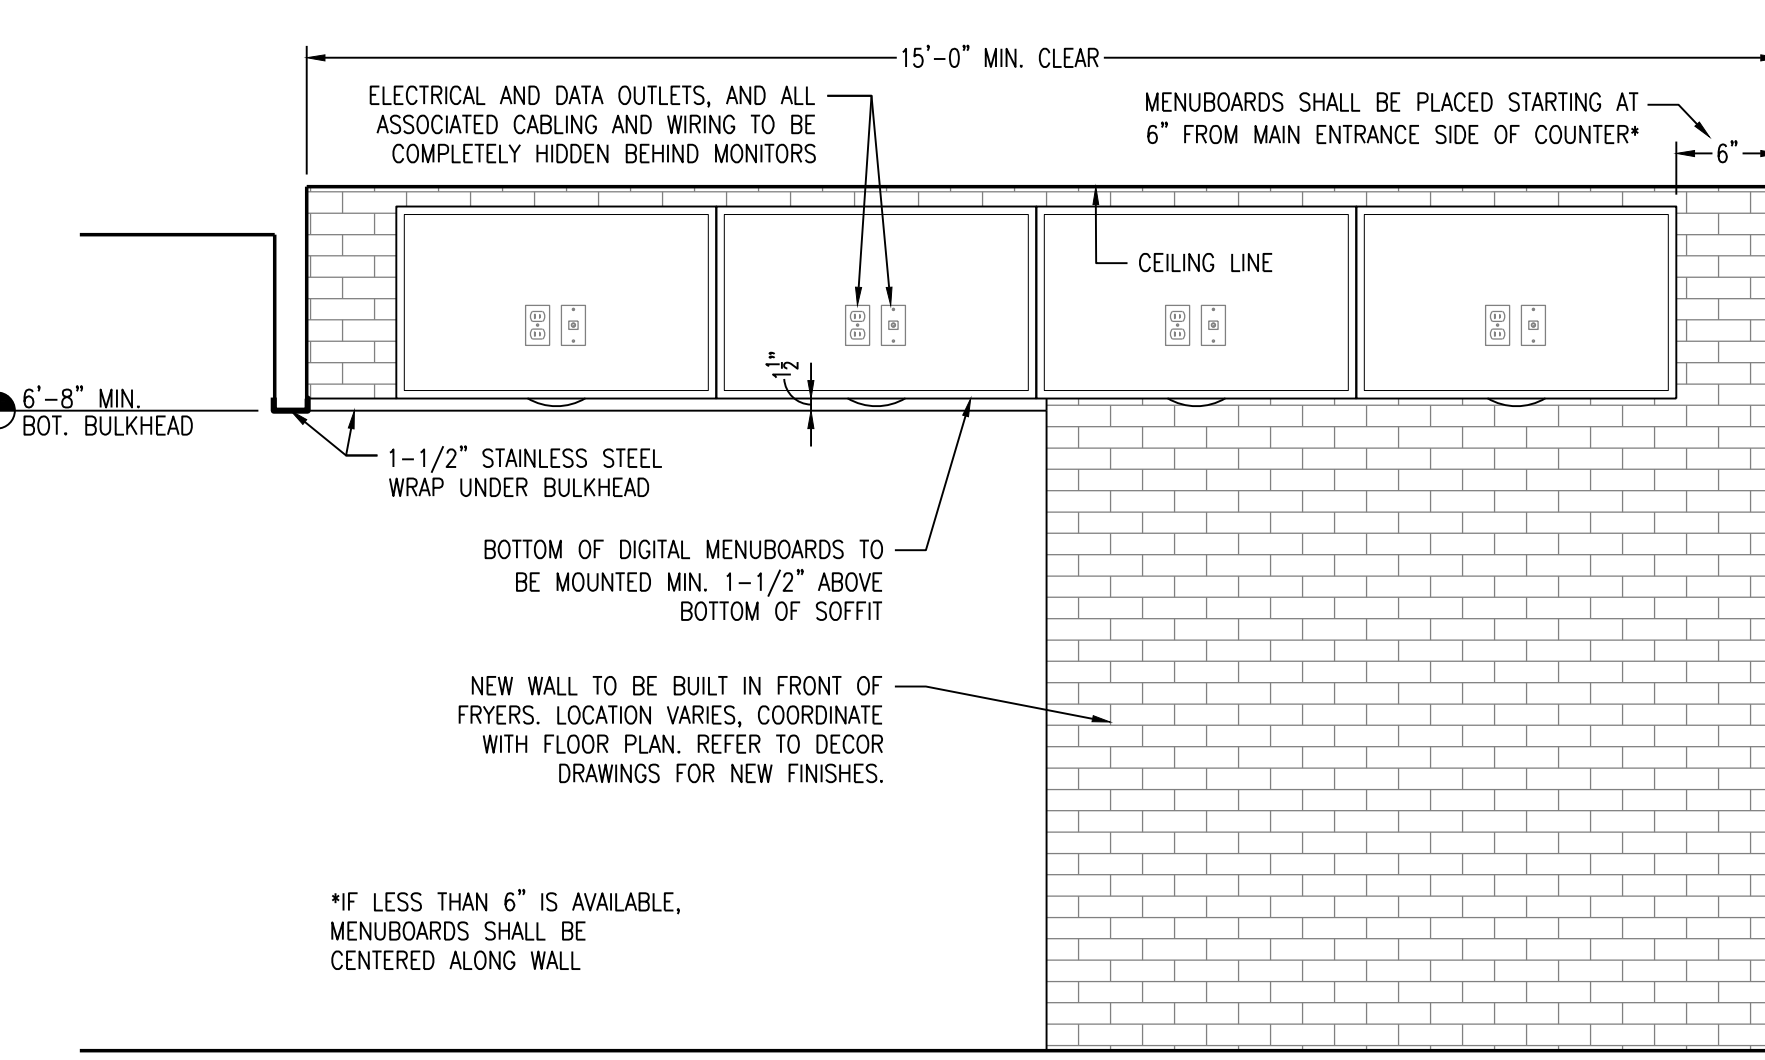 15'-0" MIN. CLEAR
ELECTRICAL AND DATA OUTLETS, AND ALL
ASSOCIATED CABLING AND WIRING TO BE
COMPLETELY HIDDEN BEHIND MONITORS
MENUBOARDS SHALL BE PLACED STARTING AT
6" FROM MAIN ENTRANCE SIDE OF COUNTER*
6"
CEILING LINE
1 1/2"
6'-8" MIN.
BOT. BULKHEAD
1-1/2" STAINLESS STEEL
WRAP UNDER BULKHEAD
BOTTOM OF DIGITAL MENUBOARDS TO
BE MOUNTED MIN. 1-1/2" ABOVE
BOTTOM OF SOFFIT
NEW WALL TO BE BUILT IN FRONT OF
FRYERS. LOCATION VARIES, COORDINATE
WITH FLOOR PLAN. REFER TO DECOR
DRAWINGS FOR NEW FINISHES.
*IF LESS THAN 6" IS AVAILABLE,
MENUBOARDS SHALL BE
CENTERED ALONG WALL